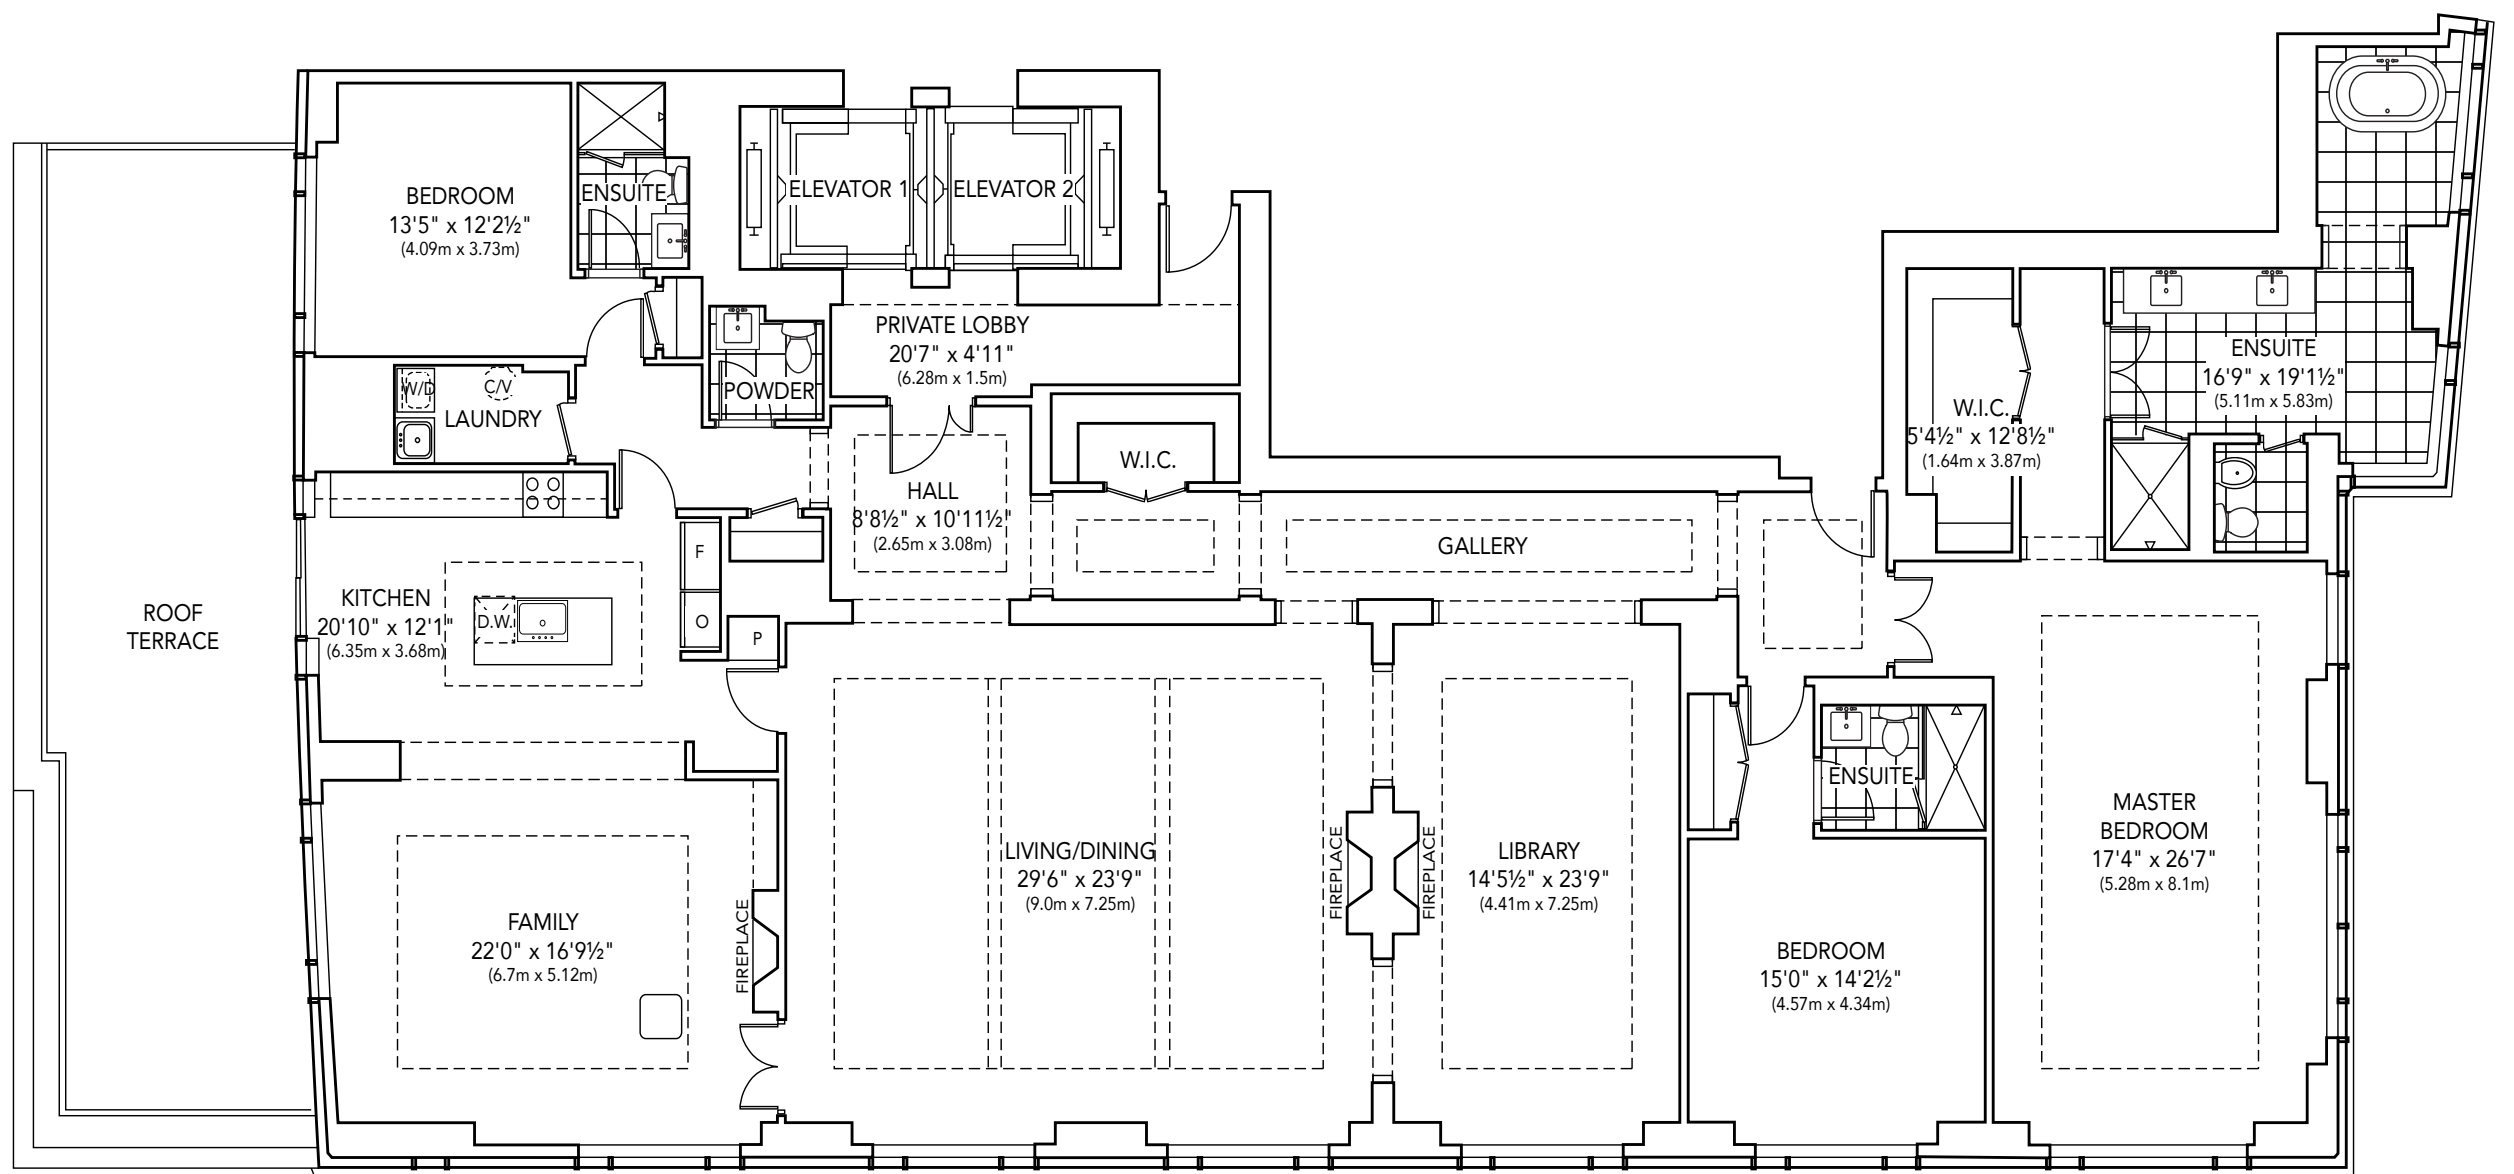 BEDROOM
13'5" x 12'2½"
(4.09m x 3.73m)
ENSUITE
ELEVATOR 1
ELEVATOR 2
PRIVATE LOBBY
20'7" x 4'11"
(6.28m x 1.5m)
POWDER
W/D
C/V
LAUNDRY
W.I.C.
HALL
8'8½" x 10'11½"
(2.65m x 3.08m)
GALLERY
W.I.C.
5'4½" x 12'8½"
(1.64m x 3.87m)
ENSUITE
16'9" x 19'1½"
(5.11m x 5.83m)
ROOF
TERRACE
KITCHEN
20'10" x 12'1"
(6.35m x 3.68m)
D.W.
F
O
P
FAMILY
22'0" x 16'9½"
(6.7m x 5.12m)
FIREPLACE
LIVING/DINING
29'6" x 23'9"
(9.0m x 7.25m)
FIREPLACE
FIREPLACE
LIBRARY
14'5½" x 23'9"
(4.41m x 7.25m)
ENSUITE
BEDROOM
15'0" x 14'2½"
(4.57m x 4.34m)
MASTER
BEDROOM
17'4" x 26'7"
(5.28m x 8.1m)